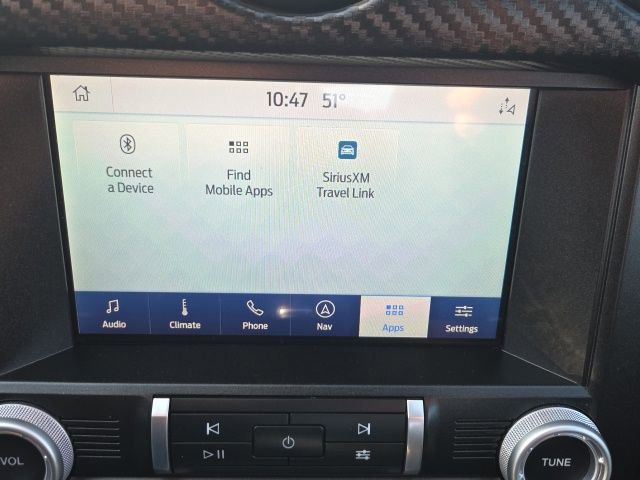 10:47 51°
Connect
a Device
Find
Mobile Apps
SiriusXM
Travel Link
Audio
Climate
Phone
Nav
Apps
Settings
VOL
TUNE